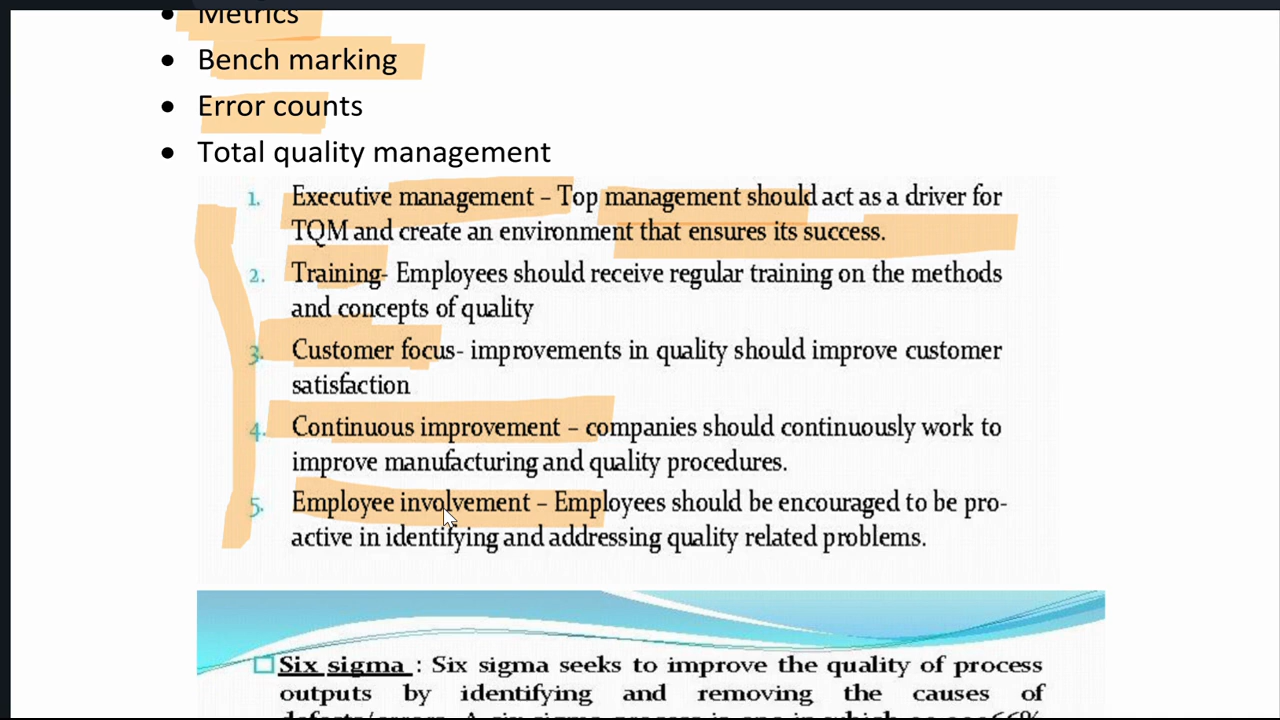 • Metrics
• Bench marking
• Error counts
• Total quality management
1. Executive management – Top management should act as a driver for
TQM and create an environment that ensures its success.
2. Training- Employees should receive regular training on the methods
and concepts of quality
3. Customer focus- improvements in quality should improve customer
satisfaction
4. Continuous improvement – companies should continuously work to
improve manufacturing and quality procedures.
5. Employee involvement – Employees should be encouraged to be pro-
active in identifying and addressing quality related problems.
Six sigma : Six sigma seeks to improve the quality of process
outputs by identifying and removing the causes of